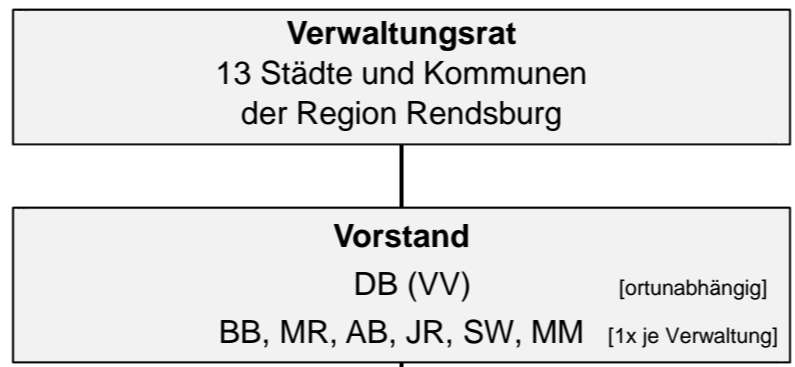 Verwaltungsrat
13 Städte und Kommunen
der Region Rendsburg
Vorstand
DB (VV) [ortunabhängig]
BB, MR, AB, JR, SW, MM [1x je Verwaltung]